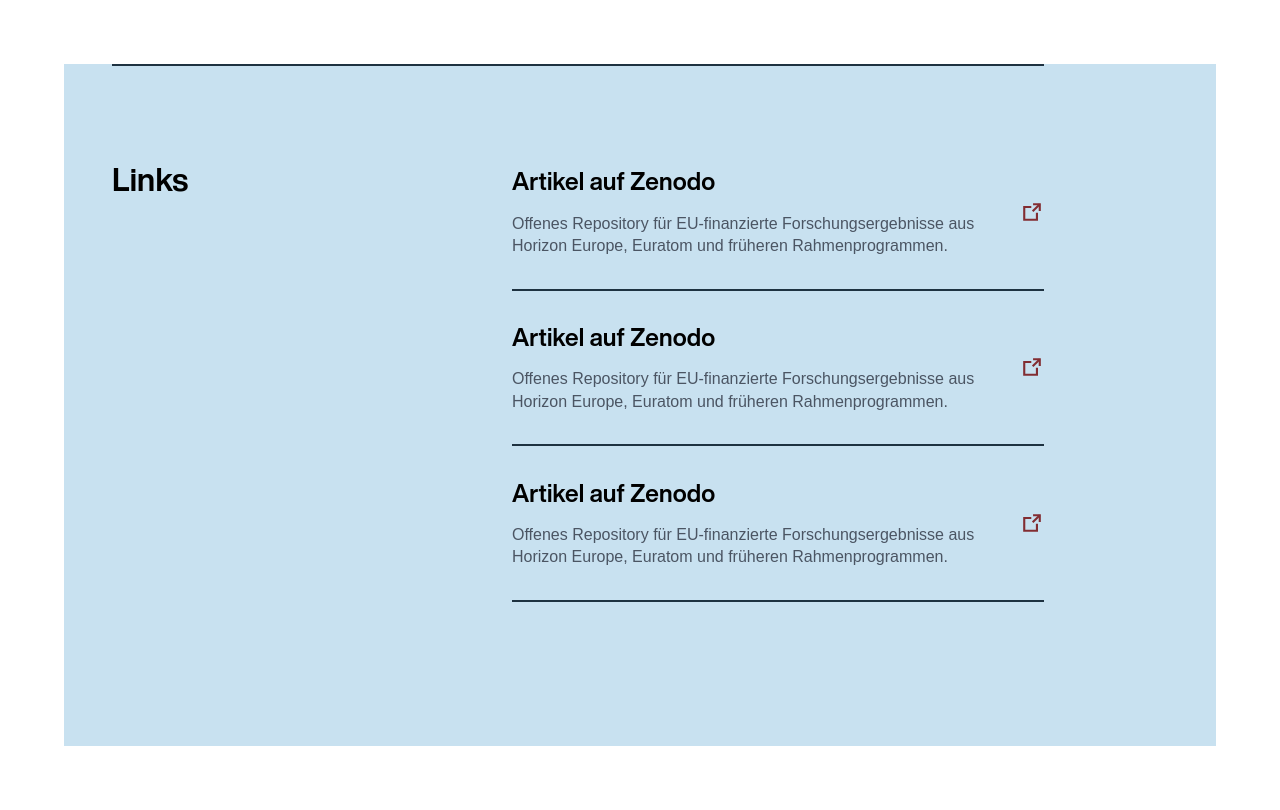 Links
Artikel auf Zenodo
Offenes Repository für EU-finanzierte Forschungsergebnisse aus
Horizon Europe, Euratom und früheren Rahmenprogrammen.
Artikel auf Zenodo
Offenes Repository für EU-finanzierte Forschungsergebnisse aus
Horizon Europe, Euratom und früheren Rahmenprogrammen.
Artikel auf Zenodo
Offenes Repository für EU-finanzierte Forschungsergebnisse aus
Horizon Europe, Euratom und früheren Rahmenprogrammen.